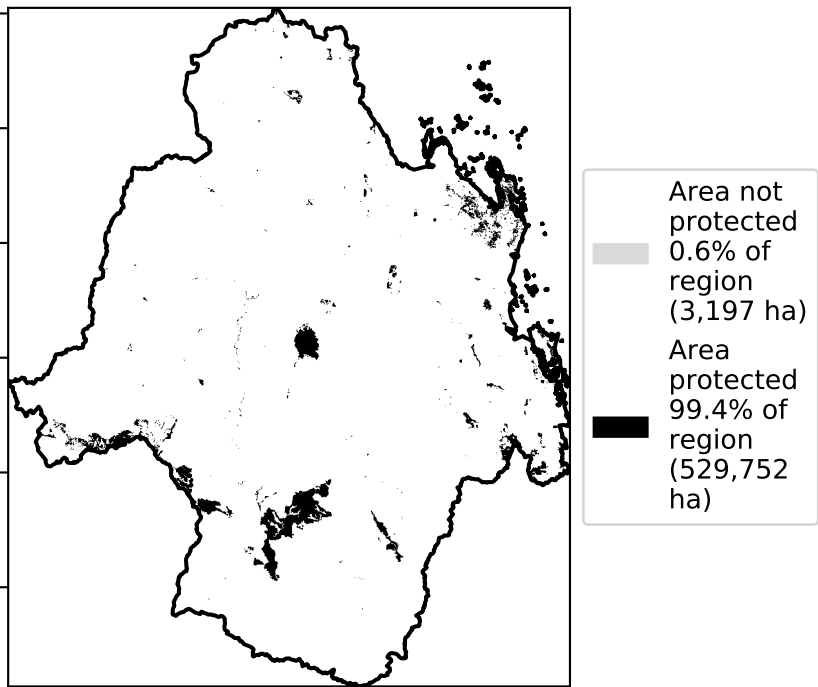 Area not
protected
0.6% of
region
(3,197 ha)
Area
protected
99.4% of
region
(529,752
ha)